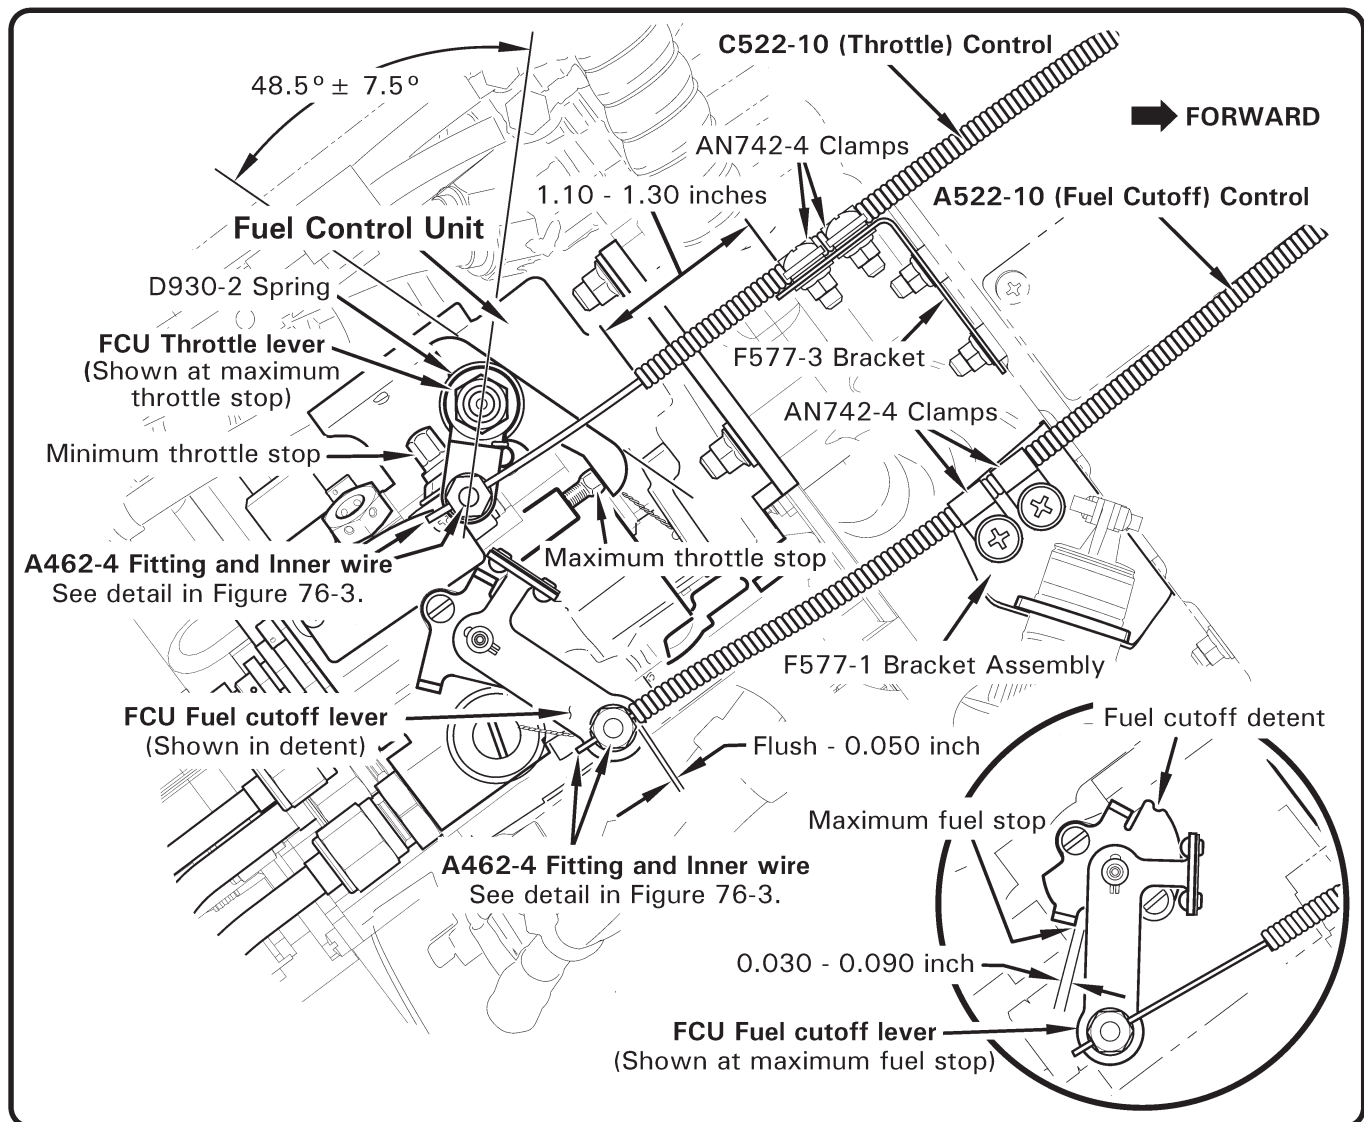 C522-10 (Throttle) Control
48.5° ± 7.5°
FORWARD
AN742-4 Clamps
1.10 - 1.30 inches
A522-10 (Fuel Cutoff) Control
Fuel Control Unit
D930-2 Spring
FCU Throttle lever
(Shown at maximum
throttle stop)
F577-3 Bracket
AN742-4 Clamps
Minimum throttle stop
A462-4 Fitting and Inner wire
See detail in Figure 76-3.
Maximum throttle stop
F577-1 Bracket Assembly
FCU Fuel cutoff lever
(Shown in detent)
Flush - 0.050 inch
Fuel cutoff detent
Maximum fuel stop
A462-4 Fitting and Inner wire
See detail in Figure 76-3.
0.030 - 0.090 inch
FCU Fuel cutoff lever
(Shown at maximum fuel stop)